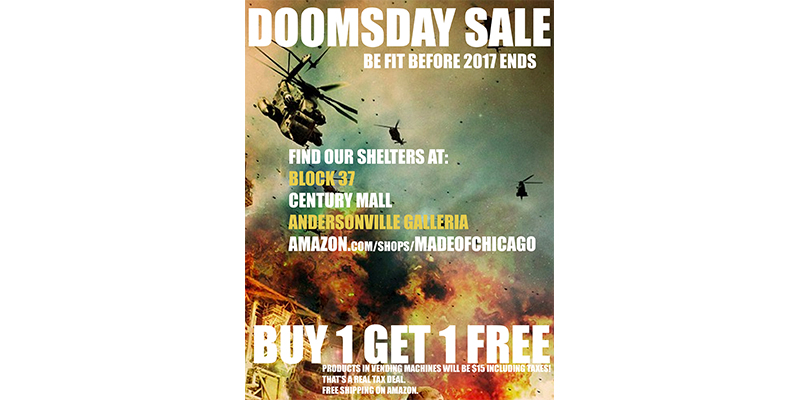 DOOMSDAY SALE
BE FIT BEFORE 2017 ENDS
FIND OUR SHELTERS AT:
BLOCK 37
CENTURY MALL
ANDERSONVILLE GALLERIA
AMAZON.COM/SHOPS/MADEOFCHICAGO
BUY 1 GET 1 FREE
PRODUCTS IN VENDING MACHINES WILL BE $15 INCLUDING TAXES!
THAT'S A REAL TAX DEAL.
FREE SHIPPING ON AMAZON.